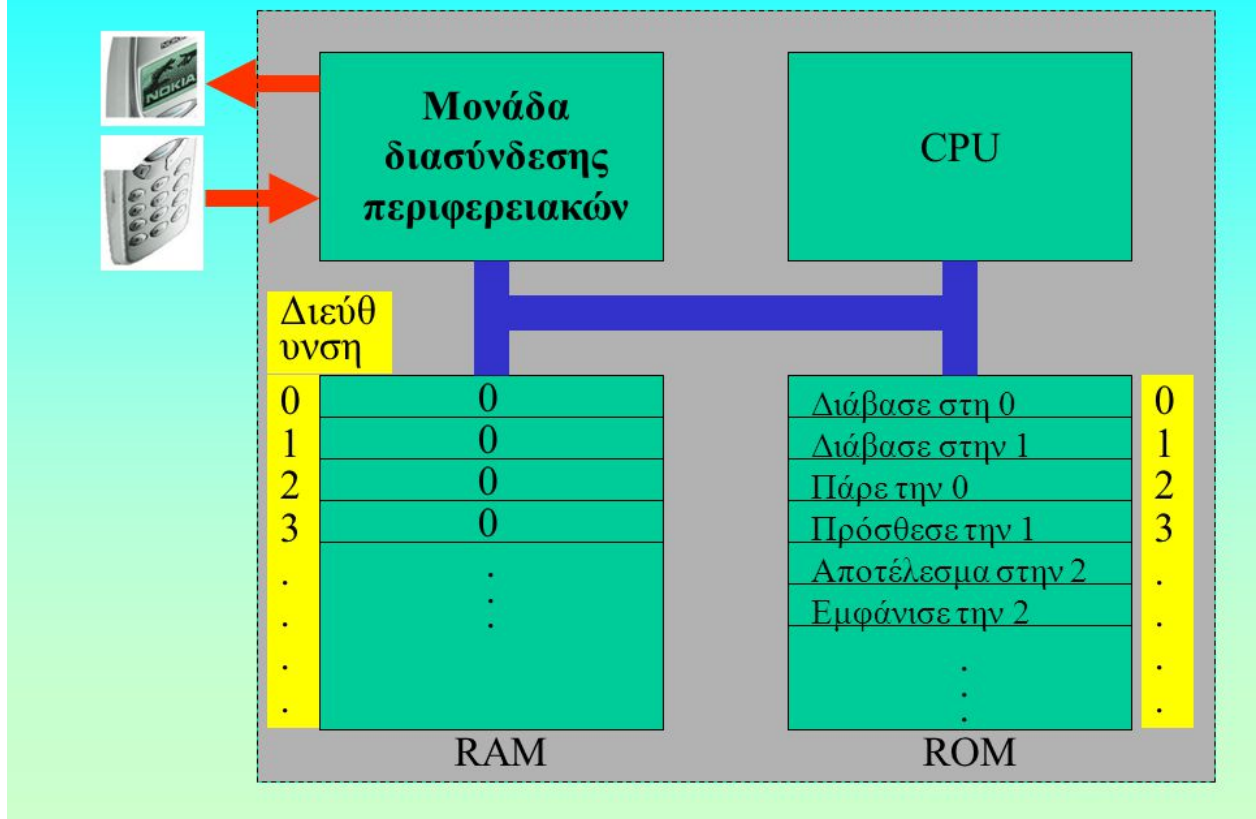 NOKIA
Μονάδα
διασύνδεσης
περιφερειακών
CPU
Διεύθ
υνση
0
1
2
3
.
.
.
.
0
0
0
0
.
.
.
RAM
Διάβασε στη 0
Διάβασε στην 1
Πάρε την 0
Πρόσθεσε την 1
Αποτέλεσμα στην 2
Εμφάνισε την 2
.
.
.
ROM
0
1
2
3
.
.
.
.